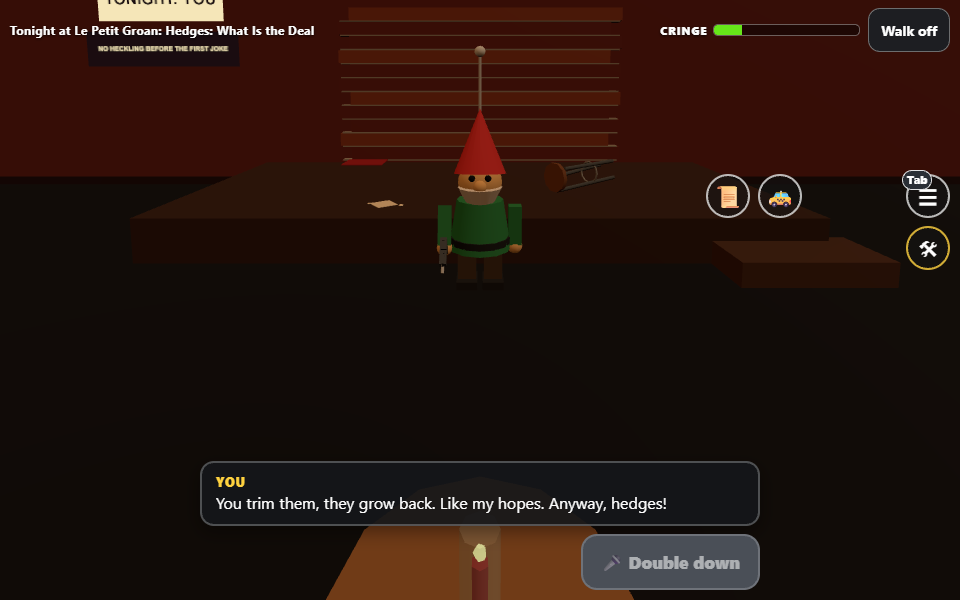 TONIGHT: YOU
Tonight at Le Petit Groan: Hedges: What Is the Deal
NO HECKLING BEFORE THE FIRST JOKE
CRINGE
Walk off
Tab
YOU
You trim them, they grow back. Like my hopes. Anyway, hedges!
Double down